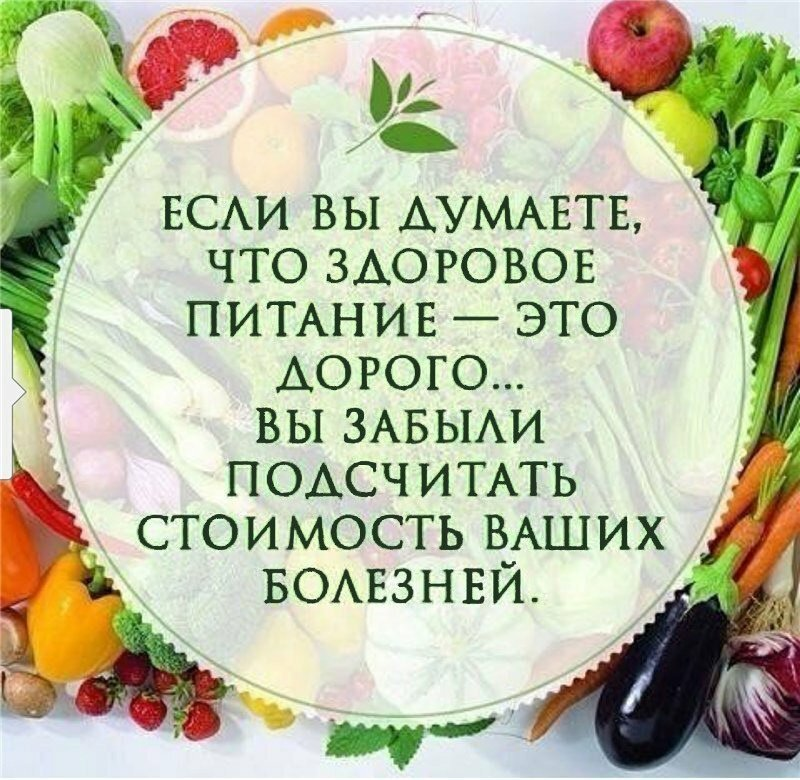 ЕСЛИ ВЫ ДУМАЕТЕ,
ЧТО ЗДОРОВОЕ
ПИТАНИЕ — ЭТО
ДОРОГО...
ВЫ ЗАБЫЛИ
ПОДСЧИТАТЬ
СТОИМОСТЬ ВАШИХ
БОЛЕЗНЕЙ.